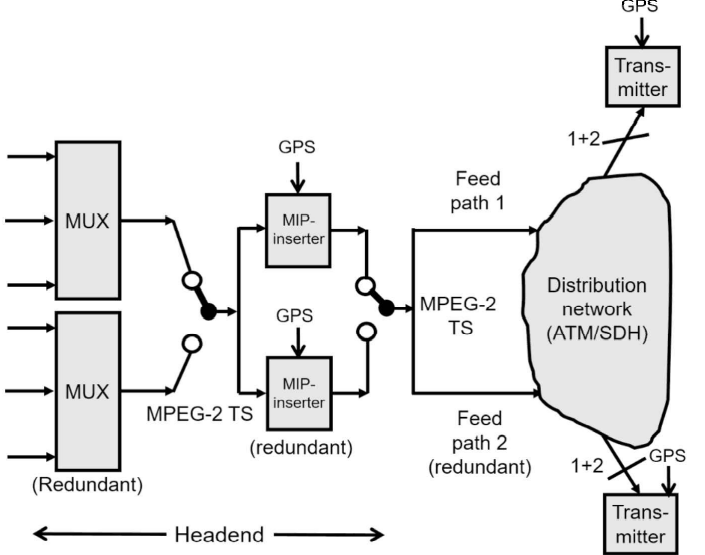 GPS
Trans-
mitter
1+2
GPS
MUX
MIP-
inserter
Feed
path 1
Distribution
network
(ATM/SDH)
MPEG-2
TS
GPS
MUX
MPEG-2 TS
MIP-
inserter
(redundant)
Feed
path 2
(redundant)
(Redundant)
1+2
GPS
Trans-
mitter
Headend